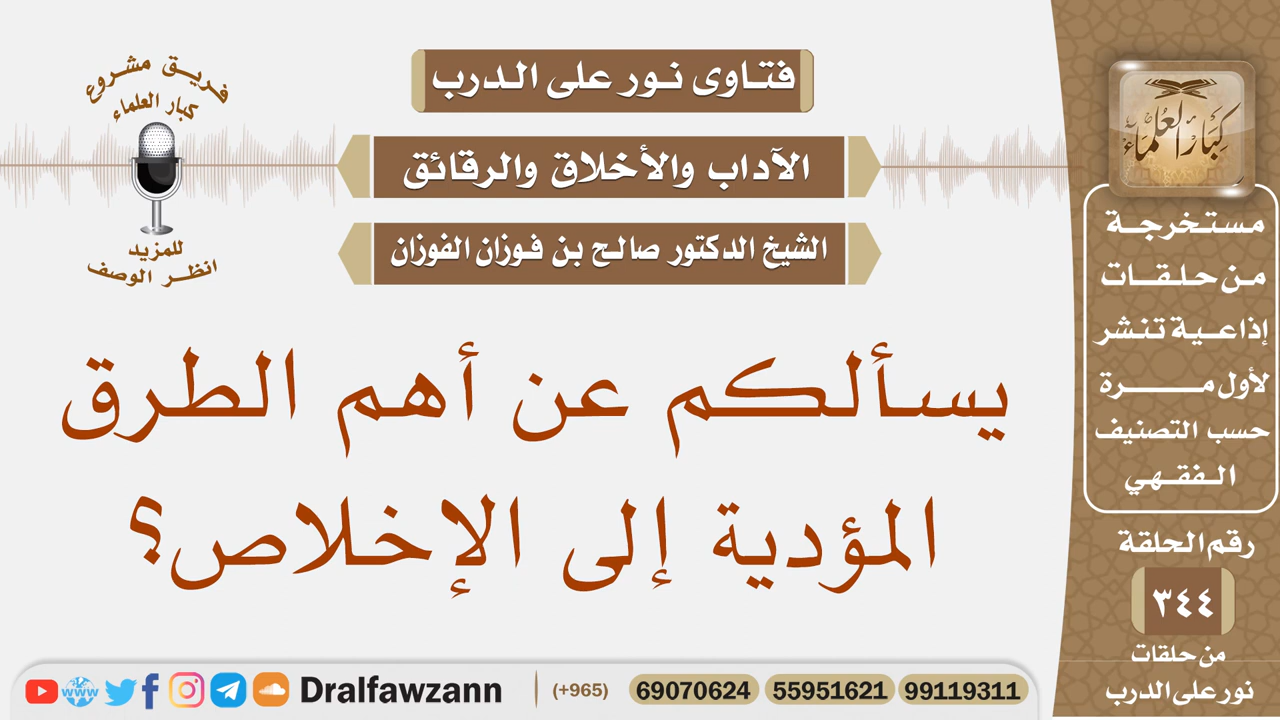 فتاوى نور على الدرب
الآداب والأخلاق والرقائق
الشيخ الدكتور صالح بن فوزان الفوزان
فريق مشروع
كبار العلماء
للمزيد
انظر الوصف
يسألكم عن أهم الطرق
المؤدية إلى الإخلاص؟
كبار العلماء
مستخرجة
من حلقات
إذاعية تنشر
لأول مرة
حسب التصنيف
الفقهي
رقم الحلقة
٣٤٤
من حلقات
نور على الدرب
www Dralfawzann (+965) 69070624 55951621 99119311